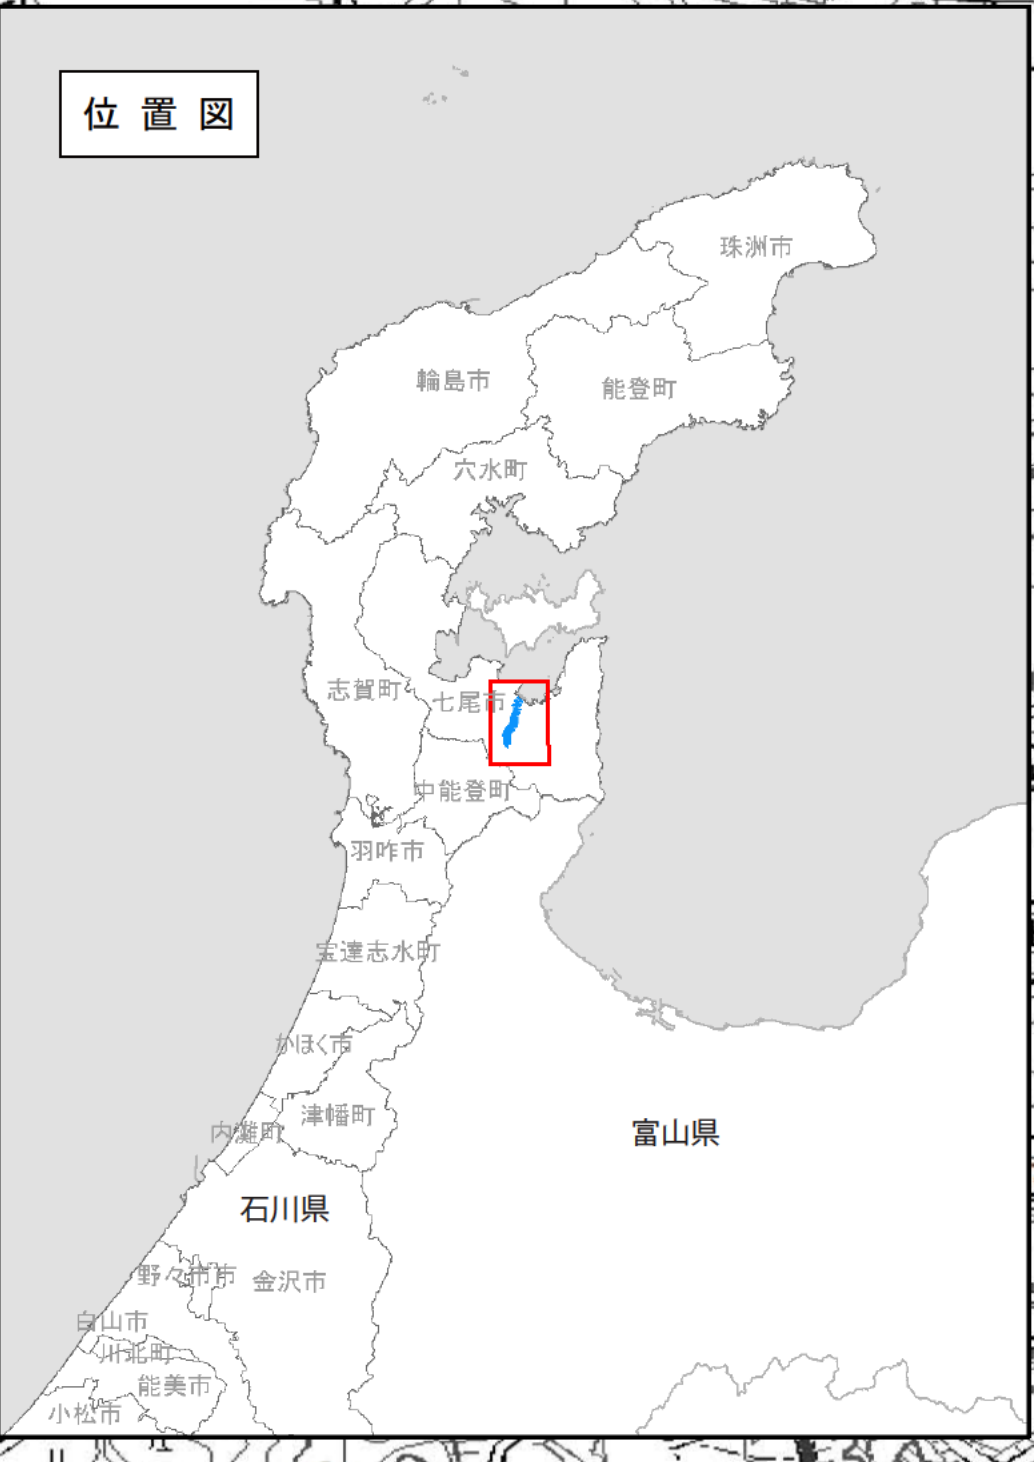 位置図
珠洲市
輪島市
能登町
穴水町
志賀町
七尾市
中能登町
羽咋市
宝達志水町
かほく市
津幡町
内灘町
富山県
石川県
野々市市
金沢市
白山市
川北町
能美市
小松市